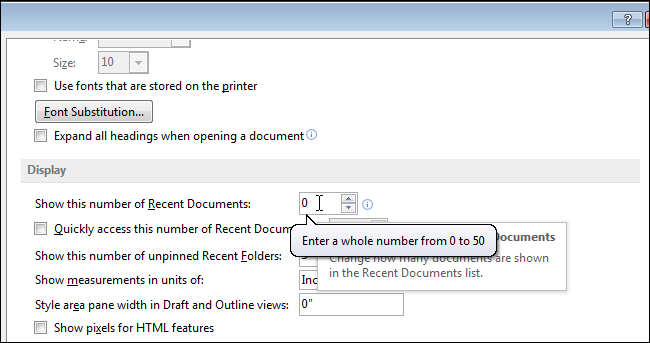 ?
Size: 10
Use fonts that are stored on the printer
Font Substitution...
Expand all headings when opening a document
Display
Show this number of Recent Documents: 0
Quickly access this number of Recent Docum
Documents
Enter a whole number from 0 to 50
Show this number of unpinned Recent Folders:
Change how many documents are shown
in the Recent Documents list.
Show measurements in units of: Inc
Style area pane width in Draft and Outline views: 0"
Show pixels for HTML features